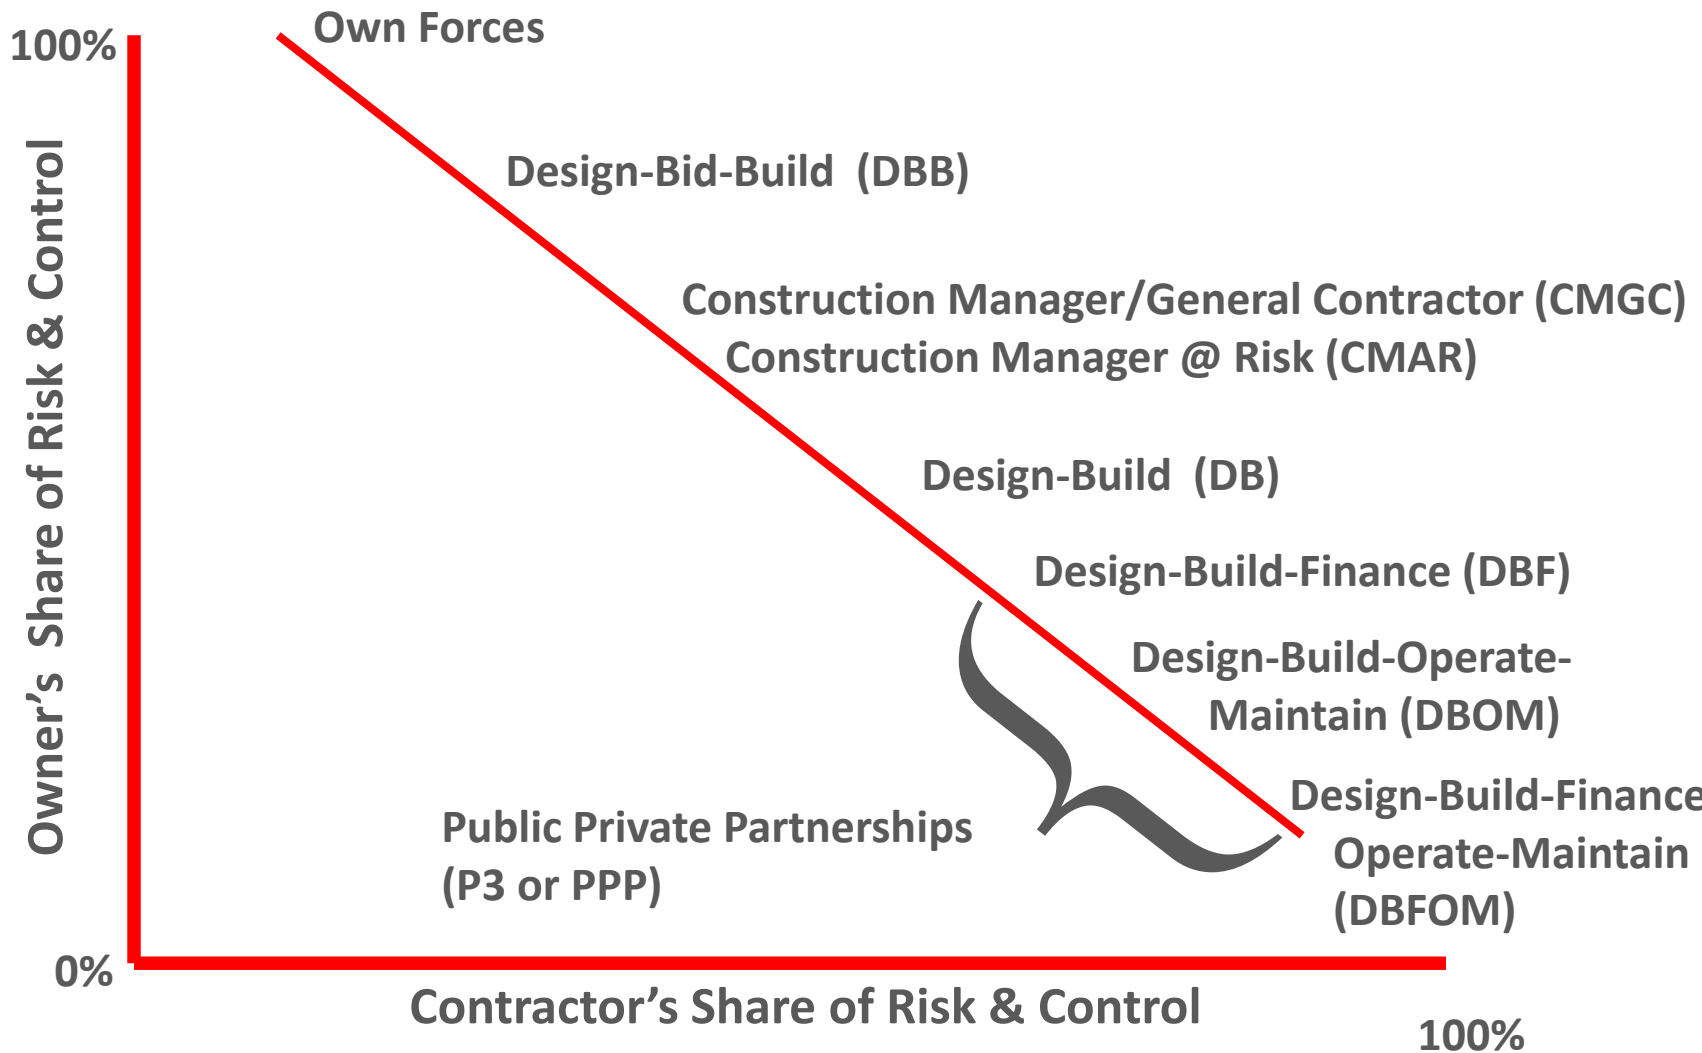 Own Forces
100%
Design-Bid-Build (DBB)
Owner's Share of Risk & Control
Construction Manager/General Contractor (CMGC)
Construction Manager @ Risk (CMAR)
Design-Build (DB)
Design-Build-Finance (DBF)
Design-Build-Operate-
Maintain (DBOM)
Design-Build-Finance
Operate-Maintain
(DBFOM)
Public Private Partnerships
(P3 or PPP)
0%
Contractor's Share of Risk & Control
100%